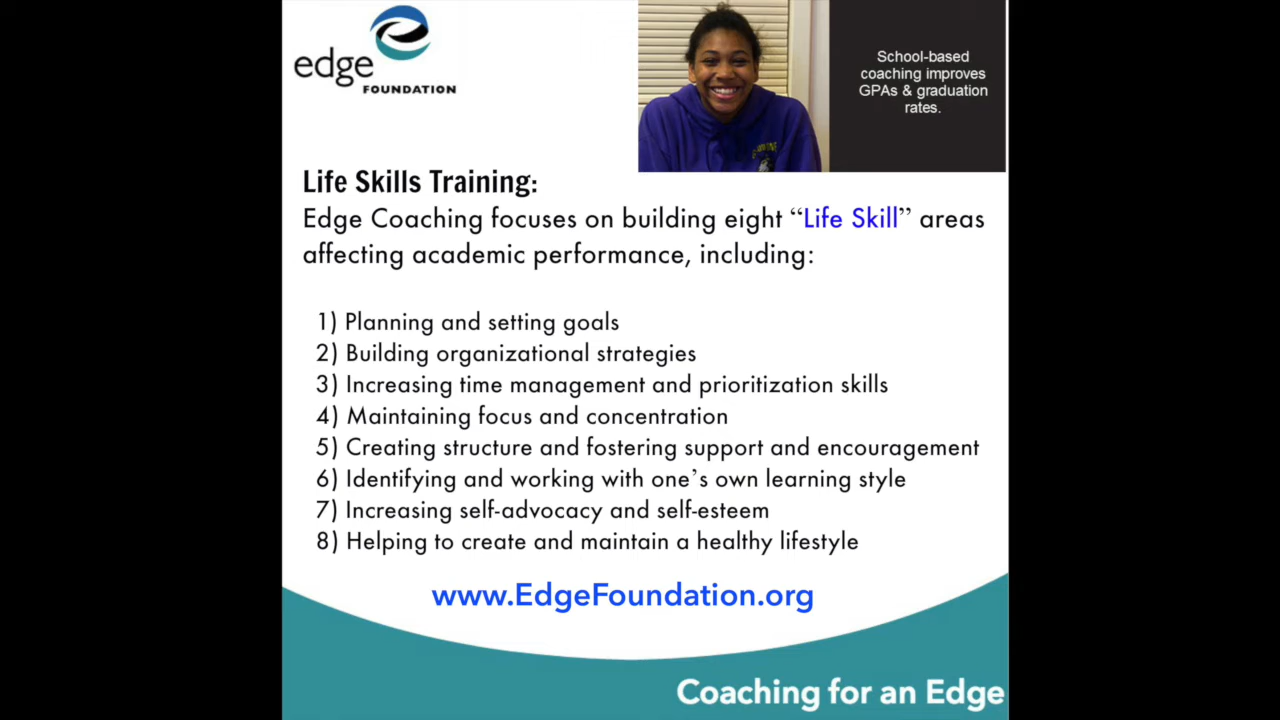 edge
FOUNDATION
School-based
coaching improves
GPAs & graduation
rates.
Life Skills Training:
Edge Coaching focuses on building eight “Life Skill” areas
affecting academic performance, including:
1) Planning and setting goals
2) Building organizational strategies
3) Increasing time management and prioritization skills
4) Maintaining focus and concentration
5) Creating structure and fostering support and encouragement
6) Identifying and working with one’s own learning style
7) Increasing self-advocacy and self-esteem
8) Helping to create and maintain a healthy lifestyle
www.EdgeFoundation.org
Coaching for an Edge